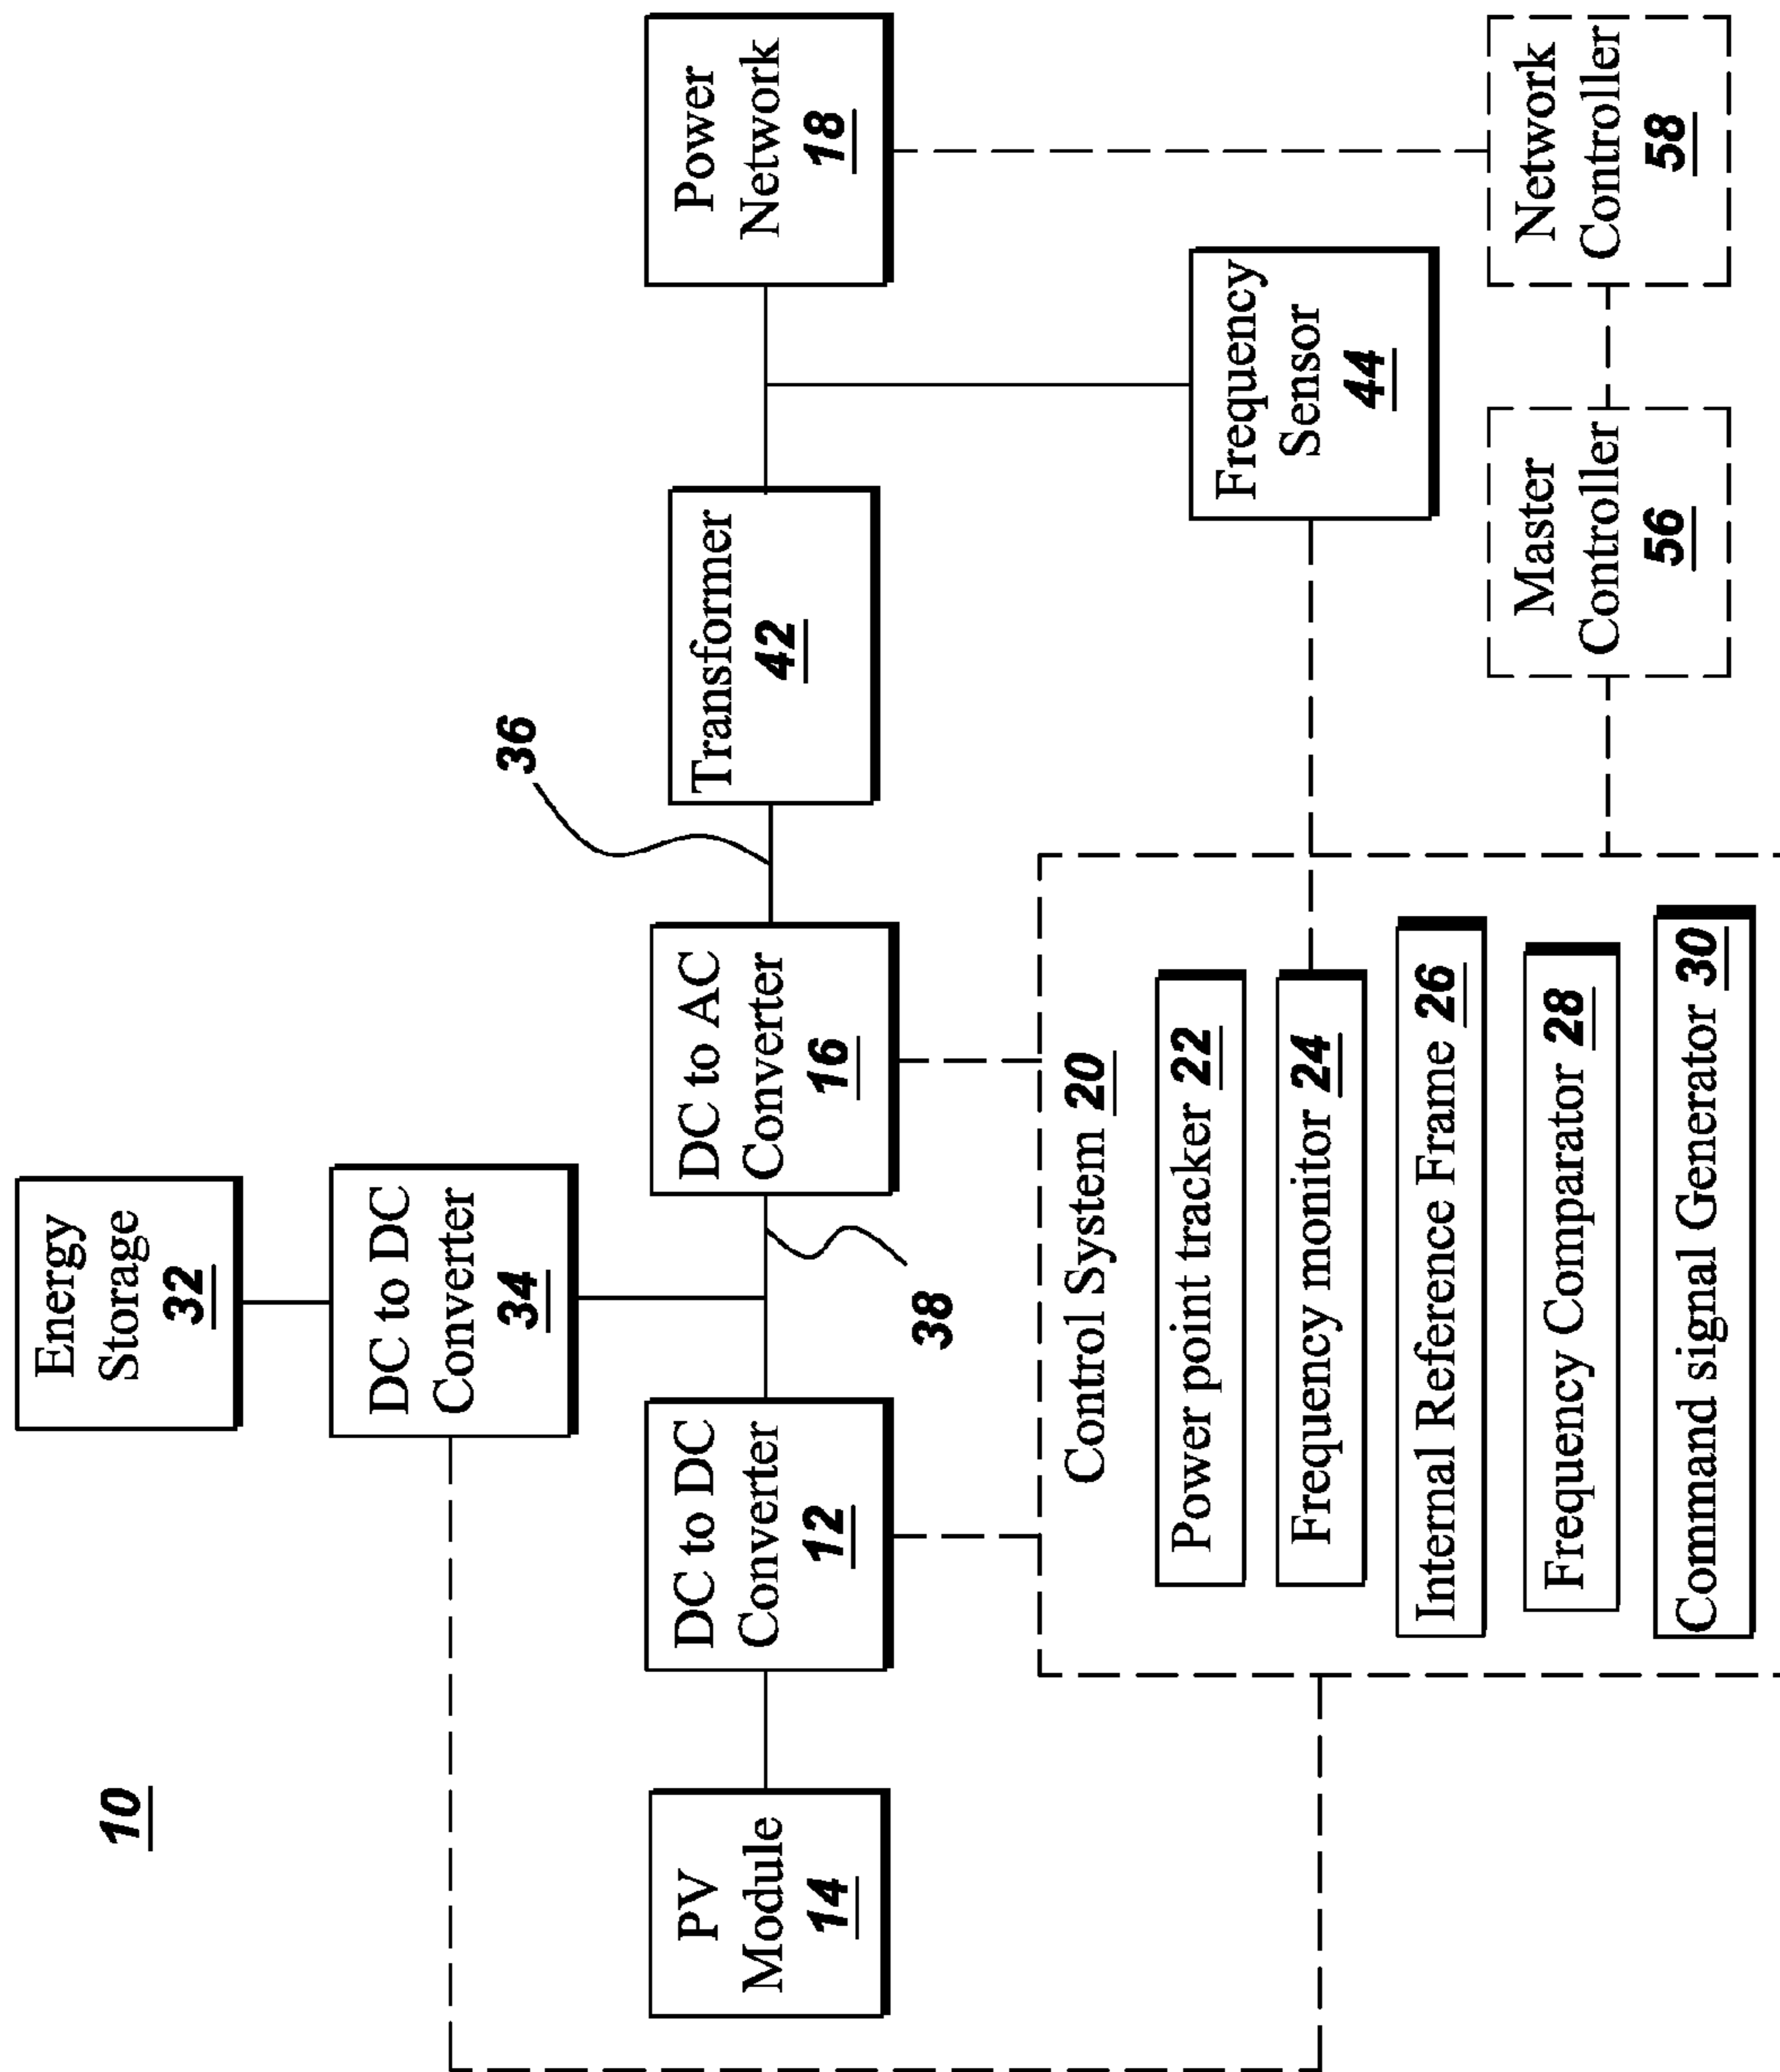 10
Energy
Storage
32
DC to DC
Converter
34
36
PV
Module
14
DC to DC
Converter
12
38
DC to AC
Converter
16
Transformer
42
Power
Network
18
Control System 20
Power point tracker 22
Frequency monitor 24
Internal Reference Frame 26
Frequency Comparator 28
Command signal Generator 30
Frequency
Sensor
44
Master
Controller
56
Network
Controller
58